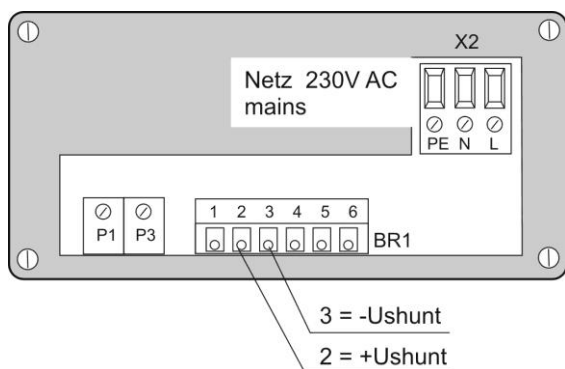 X2
Netz 230V AC
mains
PE N L
1 2 3 4 5 6
P1 P3
BR1
3 = -Ushunt
2 = +Ushunt